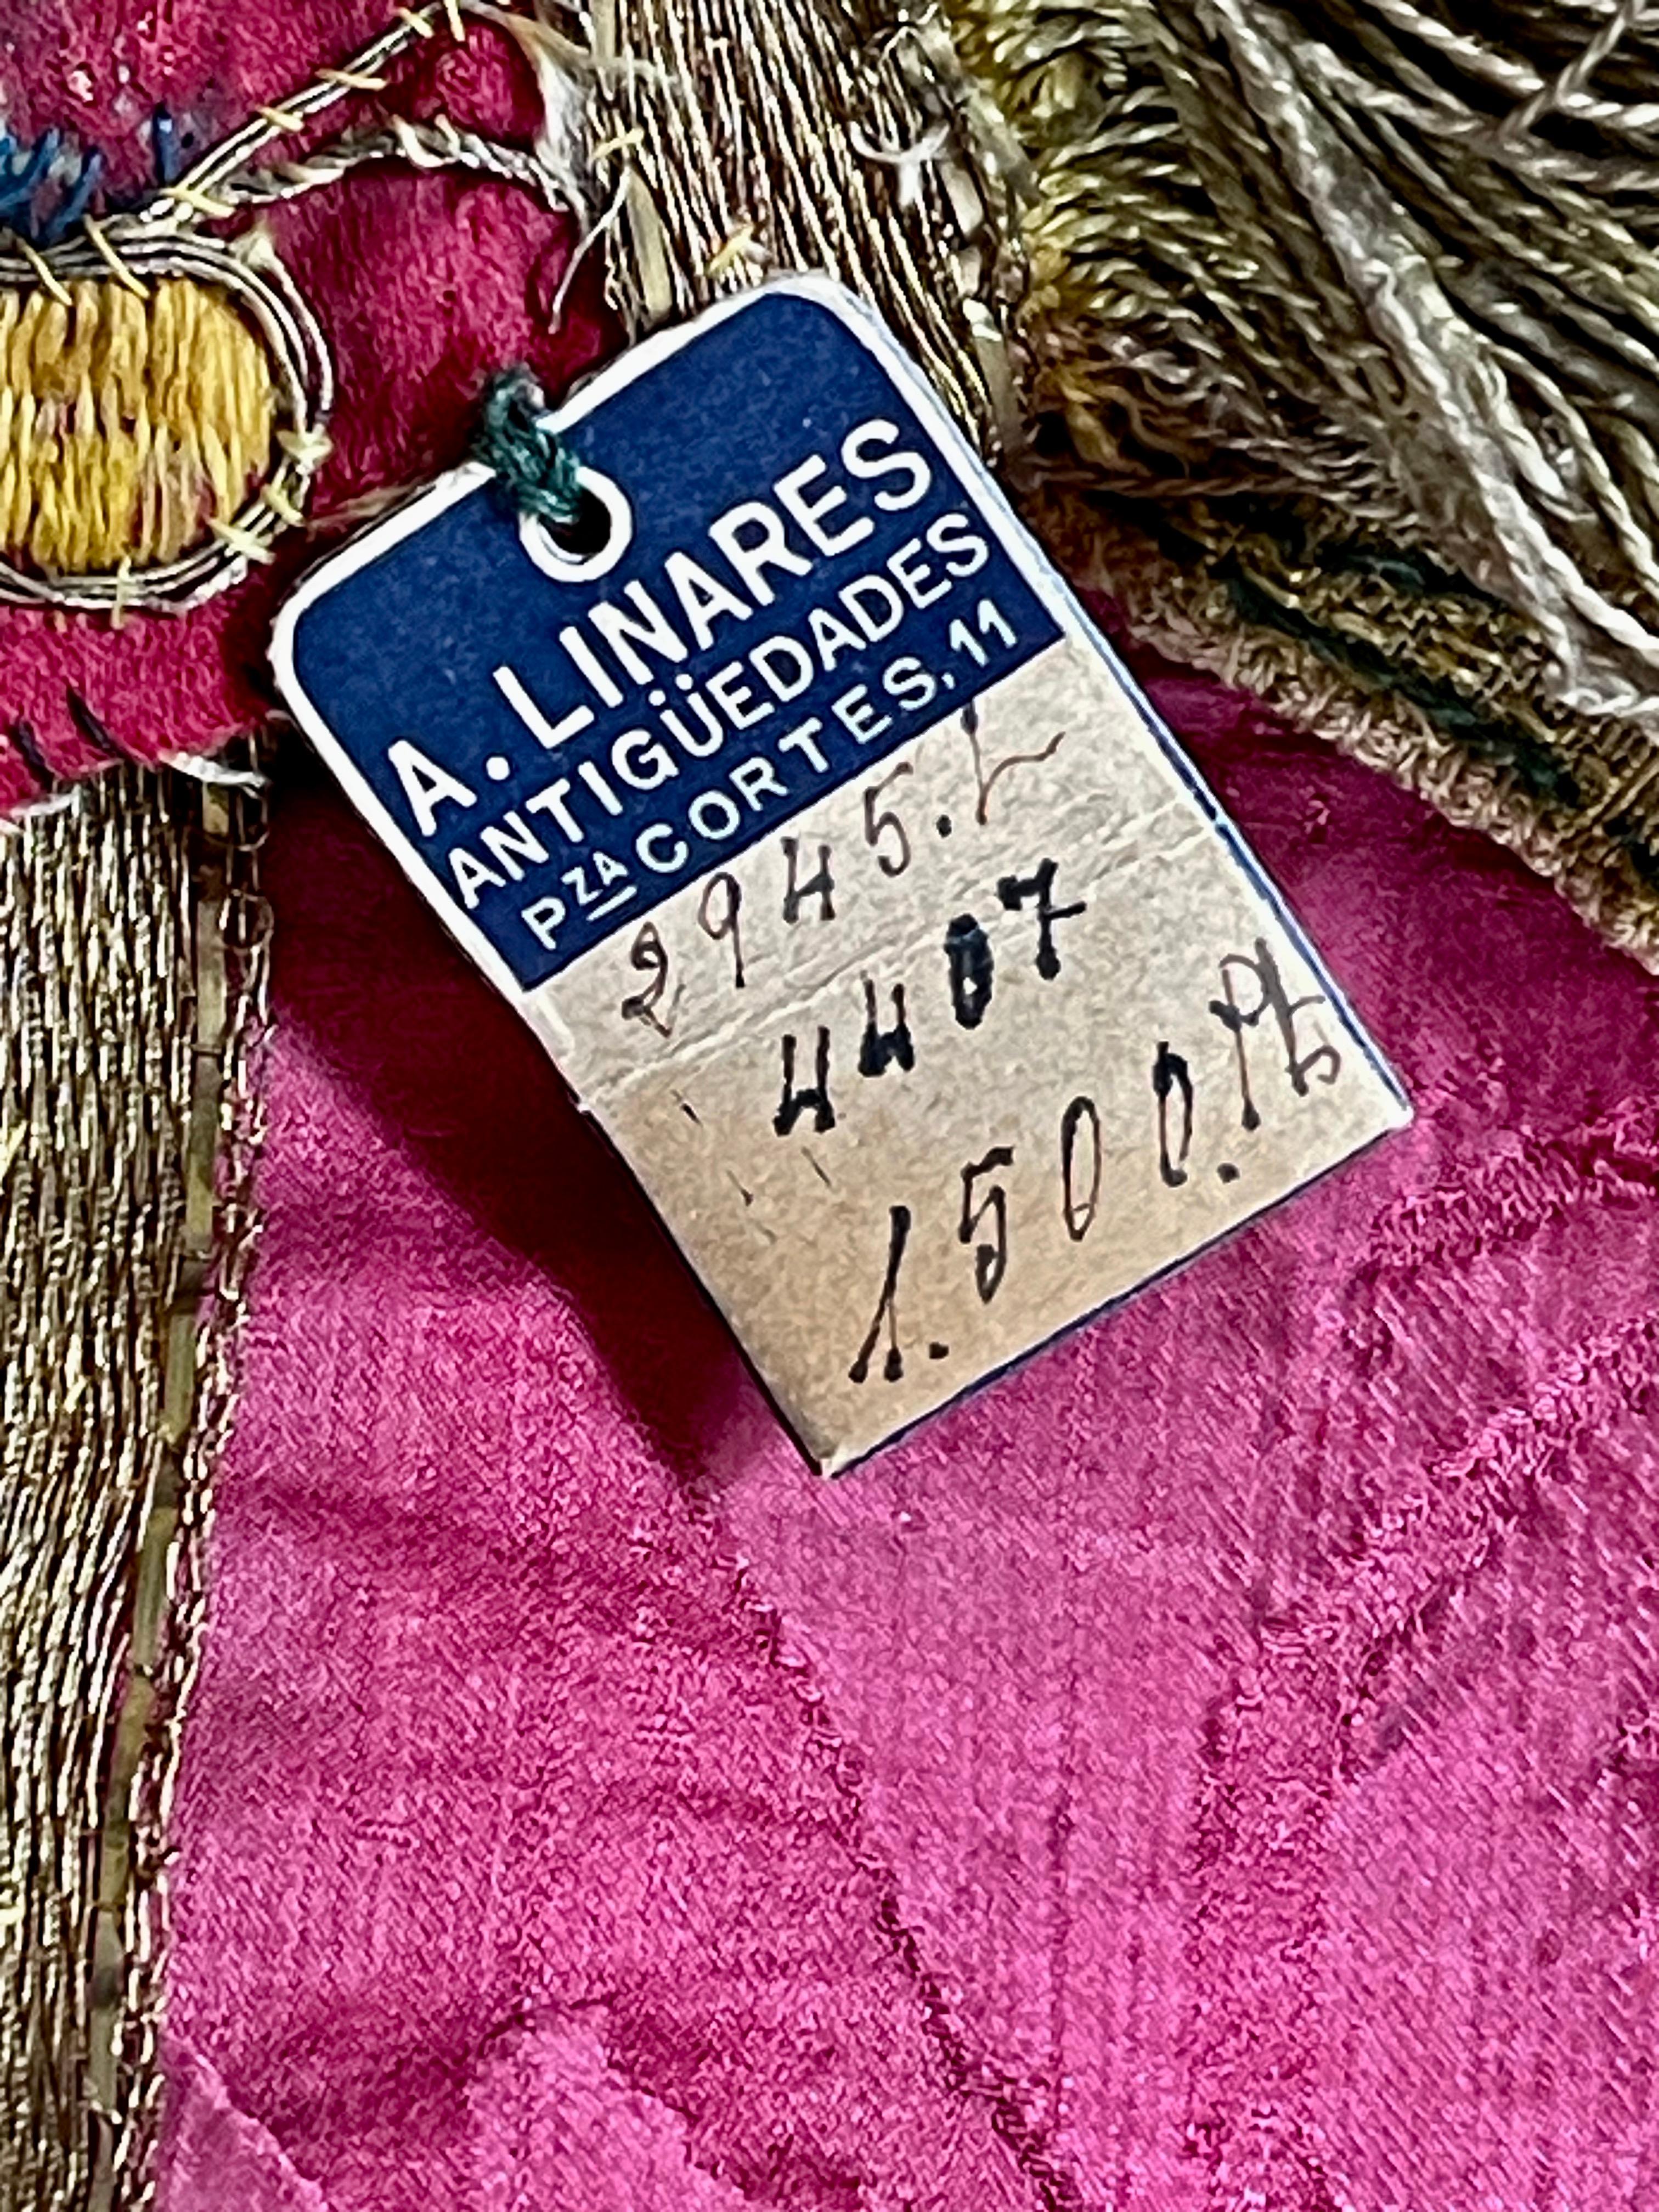 A. LINARES
ANTIGÜEDADES
PZA CORTES, 11
2945.L
4407
1.500.Pts